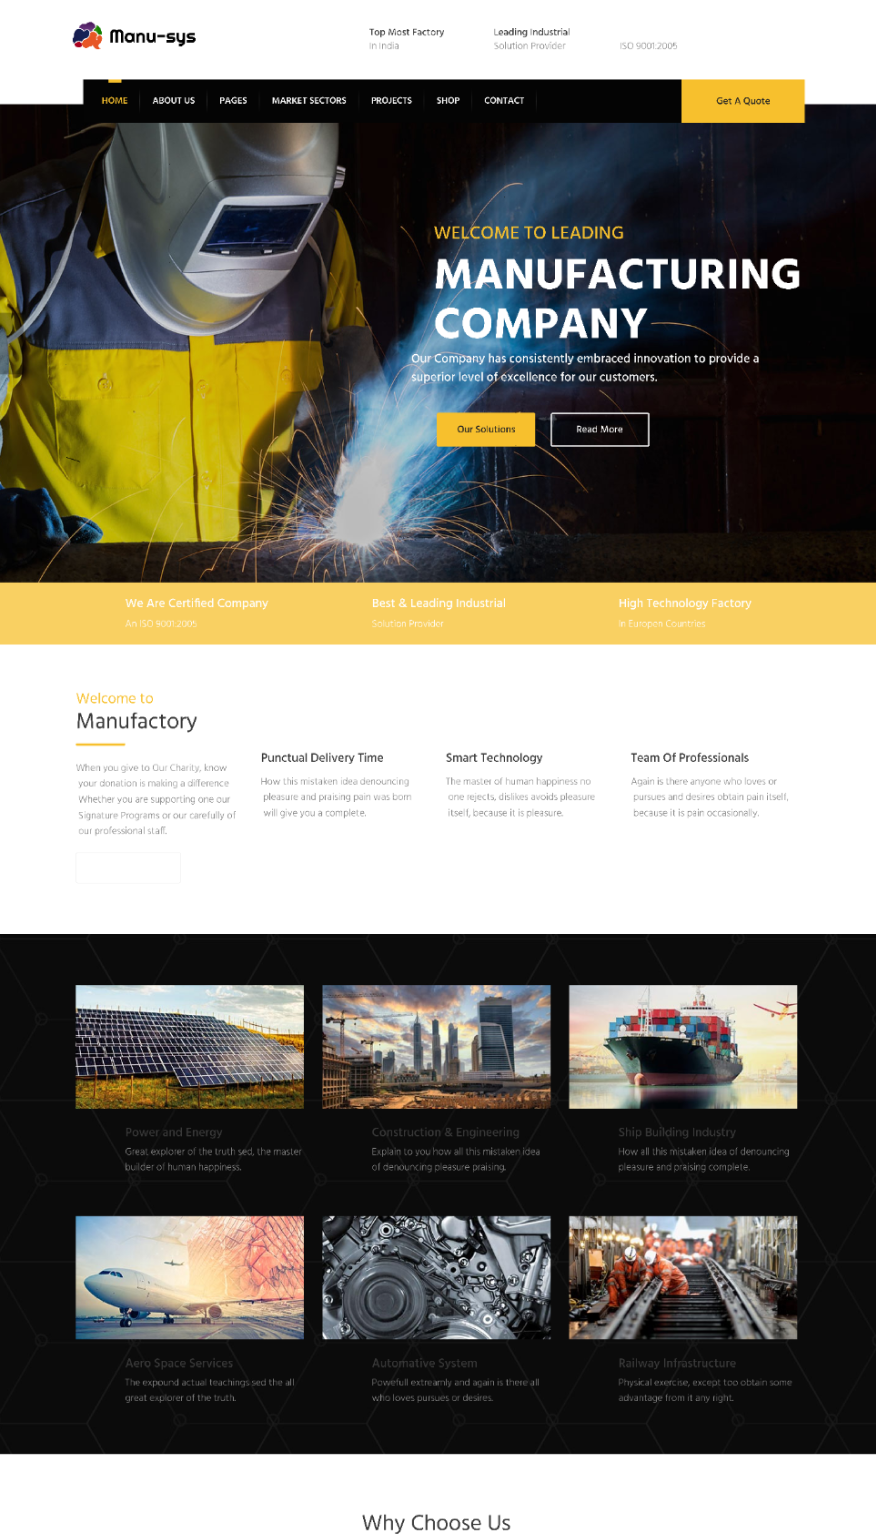 Manu-sys
Top Most Factory
In India
Leading Industrial
Solution Provider
ISO 9001:2005
HOME
ABOUT US
PAGES
MARKET SECTORS
PROJECTS
SHOP
CONTACT
Get A Quote
WELCOME TO LEADING
MANUFACTURING
COMPANY
Our Company has consistently embraced innovation to provide a
superior level of excellence for our customers.
Our Solutions
Read More
We Are Certified Company
An ISO 9001:2005
Best & Leading Industrial
Solution Provider
High Technology Factory
In Europon Countries
Welcome to
Manufactory
When you give to Our Charity, know
your donation is making a difference
Whether you are supporting one our
Signature Programs or our carefully of
our professional staff.
Punctual Delivery Time
How this mistaken idea denouncing
pleasure and praising pain was born
will give you a complete.
Smart Technology
The master of human happiness no
one rejects, dislikes avoids pleasure
itself, because it is pleasure.
Team Of Professionals
Again is there anyone who loves or
pursues and desires obtain pain itself,
because it is pain occasionally.
Power and Energy
Great explorer of the truth sed, the master
builder of human happiness.
Construction & Engineering
Explain to you how all this mistaken idea
of denouncing pleasure praising.
Ship Building Industry
How all this mistaken idea of denouncing
pleasure and praising complete.
Aero Space Services
The expound actual teachings sed the all
great explorer of the truth.
Automative System
Powefull extreamly and again is there all
who loves pursues or desires.
Railway Infrastructure
Physical exercise, except too obtain some
advantage from it any right.
Why Choose Us